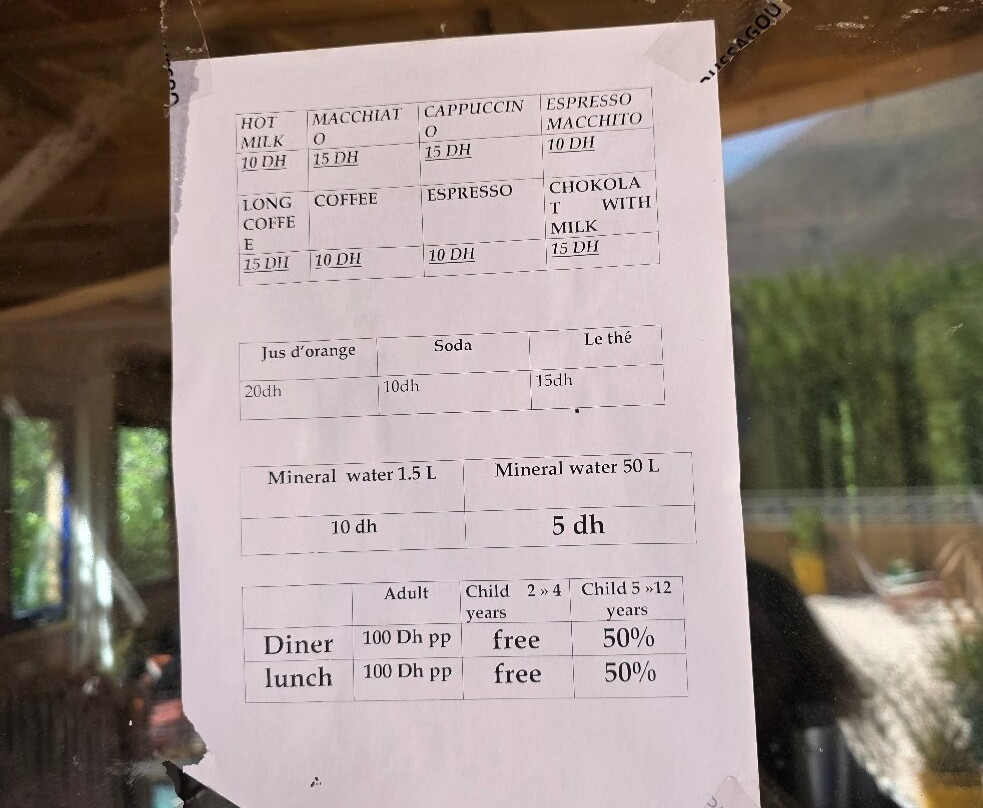 HOT MACCHIAT CAPPUCCIN ESPRESSO
MILK O O MACCHITO
10 DH 15 DH 15 DH 10 DH
LONG COFFEE ESPRESSO CHOKOLA
COFFE T WITH
E MILK
15 DH 10 DH 10 DH 15 DH
Jus d'orange Soda Le thé
20dh 10dh 15dh
Mineral water 1.5 L Mineral water 50 L
10 dh 5 dh
Adult Child 2 » 4 Child 5 »12
years years
Diner 100 Dh pp free 50%
lunch 100 Dh pp free 50%